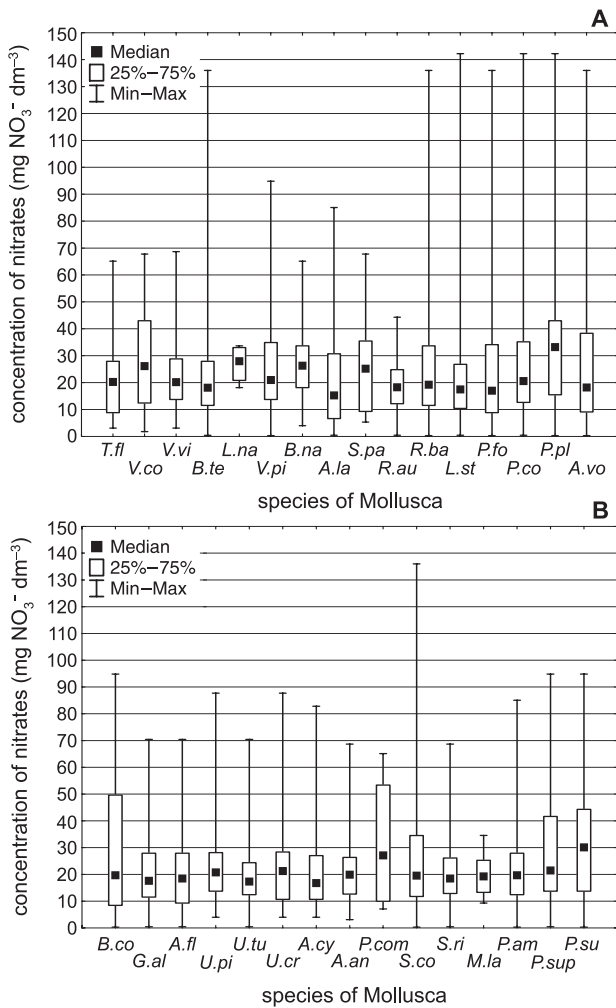 A
concentration of nitrates (mg NO₃⁻ dm⁻³)
150
140
130
120
110
100
90
80
70
60
50
40
30
20
10
0
Median
25%–75%
Min–Max
T.fl V.vi L.na B.na S.pa R.ba P.fo P.pl
V.co B.te V.pi A.la R.au L.st P.co A.vo
species of Mollusca
B
concentration of nitrates (mg NO₃⁻ dm⁻³)
150
140
130
120
110
100
90
80
70
60
50
40
30
20
10
0
Median
25%–75%
Min–Max
B.co A.fl U.tu A.cy P.com S.ri P.am P.su
G.al U.pi U.cr A.an S.co M.la P.sup
species of Mollusca